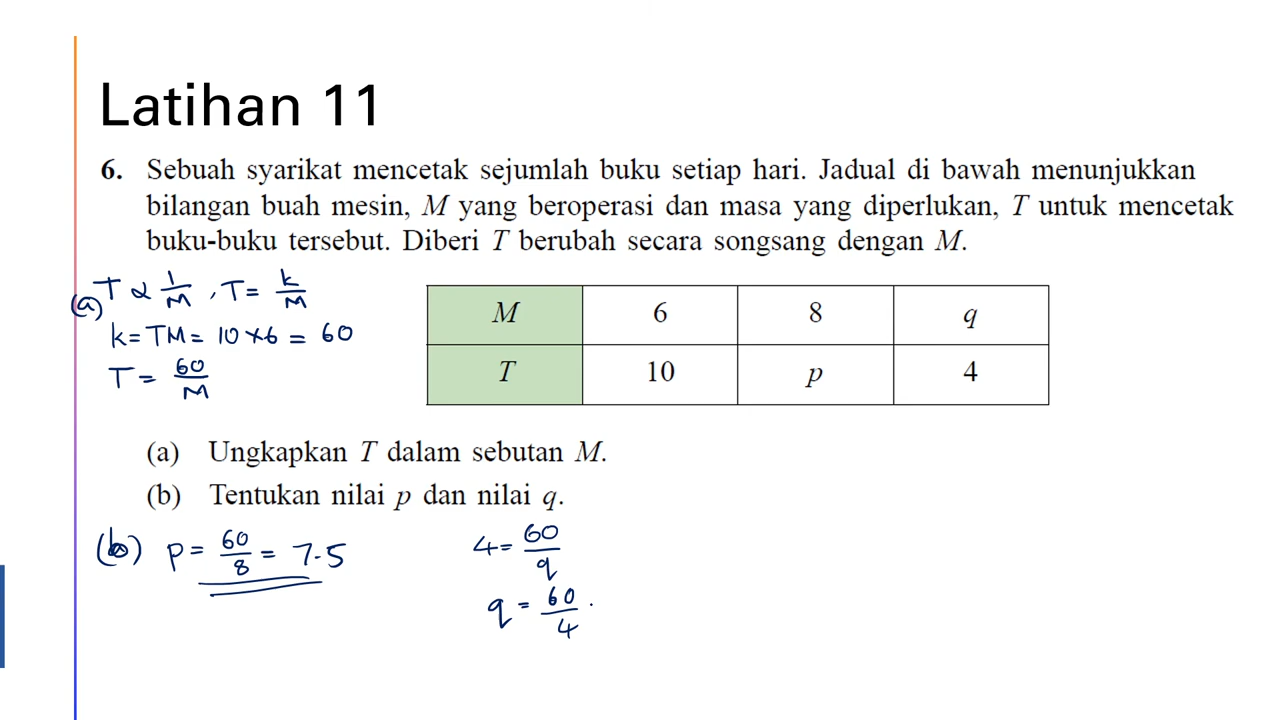 Latihan 11
6. Sebuah syarikat mencetak sejumlah buku setiap hari. Jadual di bawah menunjukkan
bilangan buah mesin, M yang beroperasi dan masa yang diperlukan, T untuk mencetak
buku-buku tersebut. Diberi T berubah secara songsang dengan M.
(a) T ∝ 1/M , T = k/M
k = TM = 10 × 6 = 60
T = 60/M
M 6 8 q
T 10 p 4
(a) Ungkapkan T dalam sebutan M.
(b) Tentukan nilai p dan nilai q.
(b) p = 60/8 = 7.5
4 = 60/q
q = 60/4